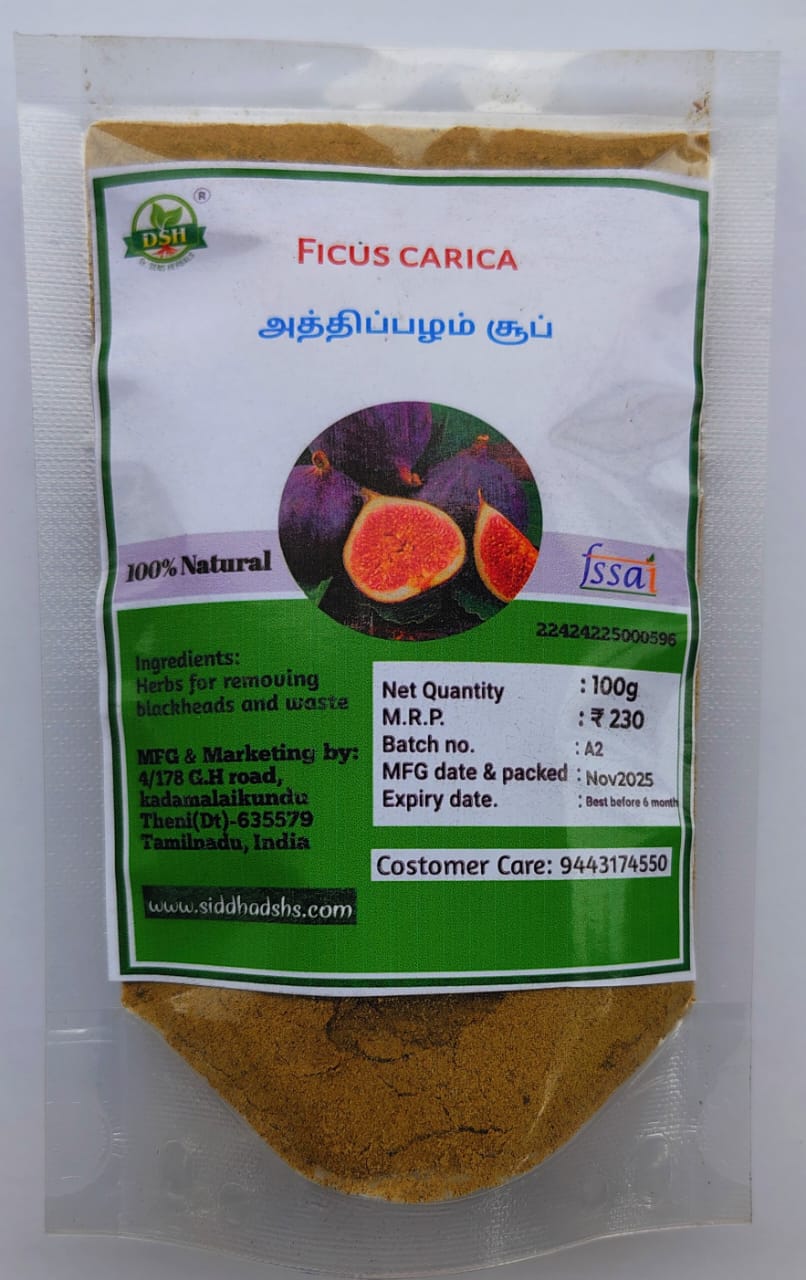 ®
DSH
FICUS CARICA
அத்திப்பழம் சூப்
100% Natural
fssai
22424225000596
Ingredients:
Herbs for removing
blackheads and waste
MFG & Marketing by:
4/178 G.H road,
kadamalaikundu
Theni(Dt)-635579
Tamilnadu, India
www.siddhadshs.com
Net Quantity : 100g
M.R.P. : ₹ 230
Batch no. : A2
MFG date & packed : Nov2025
Expiry date. : Best before 6 month
Costomer Care: 9443174550